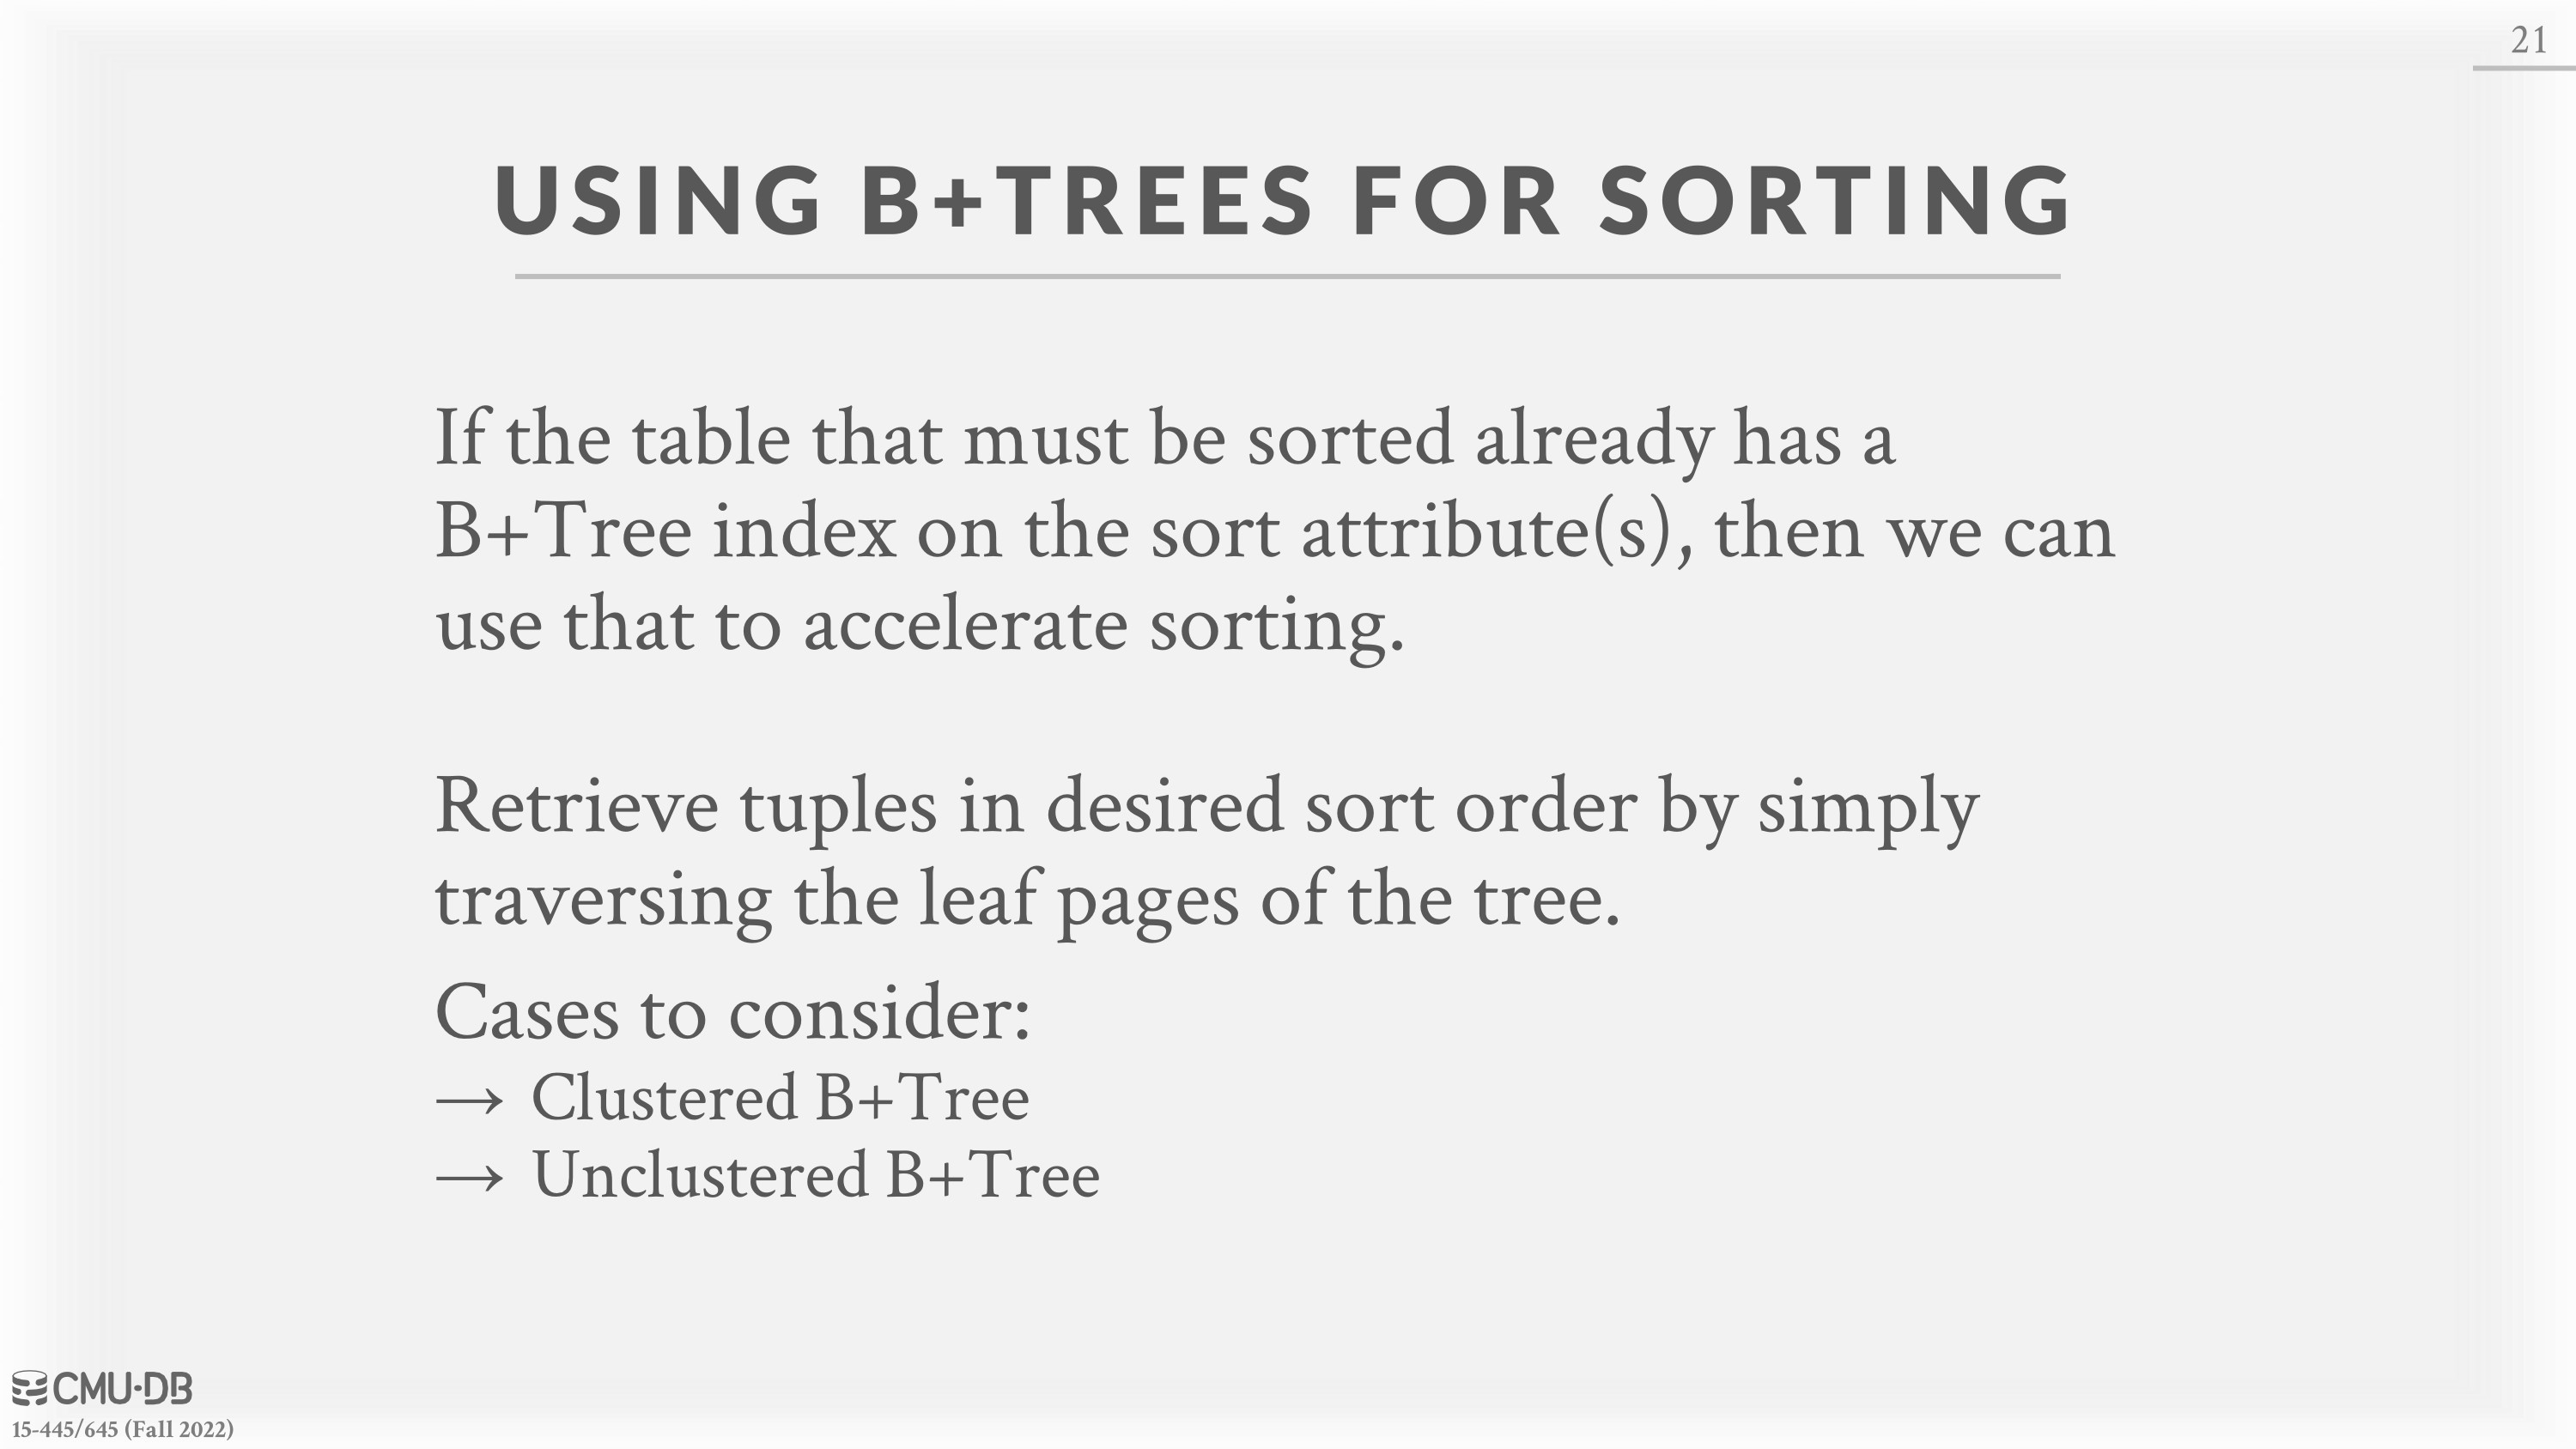 21
USING B+TREES FOR SORTING
If the table that must be sorted already has a
B+Tree index on the sort attribute(s), then we can
use that to accelerate sorting.
Retrieve tuples in desired sort order by simply
traversing the leaf pages of the tree.
Cases to consider:
→ Clustered B+Tree
→ Unclustered B+Tree
CMU·DB
15-445/645 (Fall 2022)